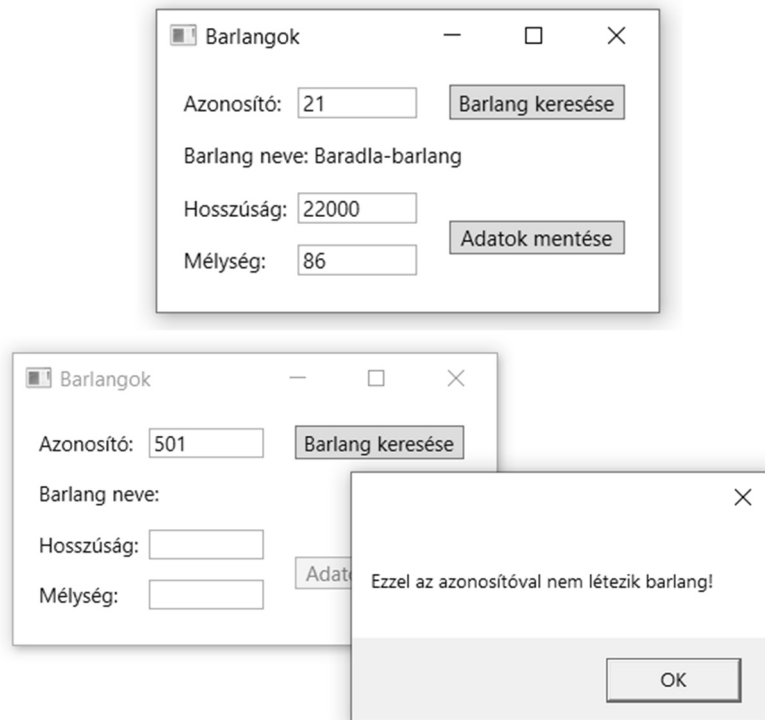 Barlangok
Azonosító: 21 Barlang keresése
Barlang neve: Baradla-barlang
Hosszúság: 22000
Adatok mentése
Mélység: 86
Barlangok
Azonosító: 501 Barlang keresése
Barlang neve:
Hosszúság:
Mélység:
Ezzel az azonosítóval nem létezik barlang!
OK